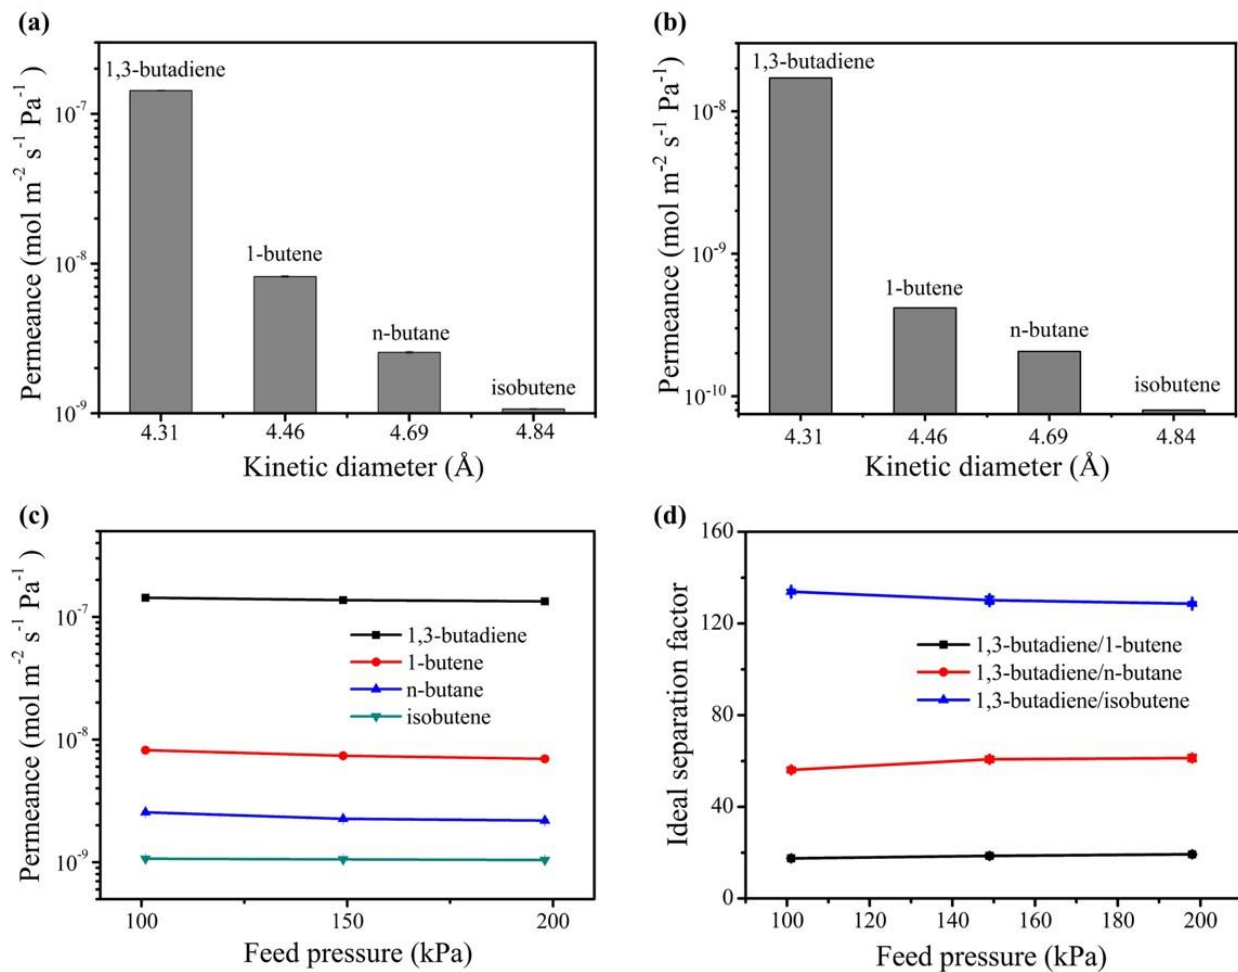 (a)
Permeance (mol m⁻² s⁻¹ Pa⁻¹)
10⁻⁷
10⁻⁸
10⁻⁹
1,3-butadiene
1-butene
n-butane
isobutene
4.31 4.46 4.69 4.84
Kinetic diameter (Å)
(b)
Permeance (mol m⁻² s⁻¹ Pa⁻¹)
10⁻⁸
10⁻⁹
10⁻¹⁰
1,3-butadiene
1-butene
n-butane
isobutene
4.31 4.46 4.69 4.84
Kinetic diameter (Å)
(c)
Permeance (mol m⁻² s⁻¹ Pa⁻¹)
10⁻⁷
10⁻⁸
10⁻⁹
1,3-butadiene
1-butene
n-butane
isobutene
100 150 200
Feed pressure (kPa)
(d)
Ideal separation factor
160
120
80
40
0
1,3-butadiene/1-butene
1,3-butadiene/n-butane
1,3-butadiene/isobutene
100 120 140 160 180 200
Feed pressure (kPa)